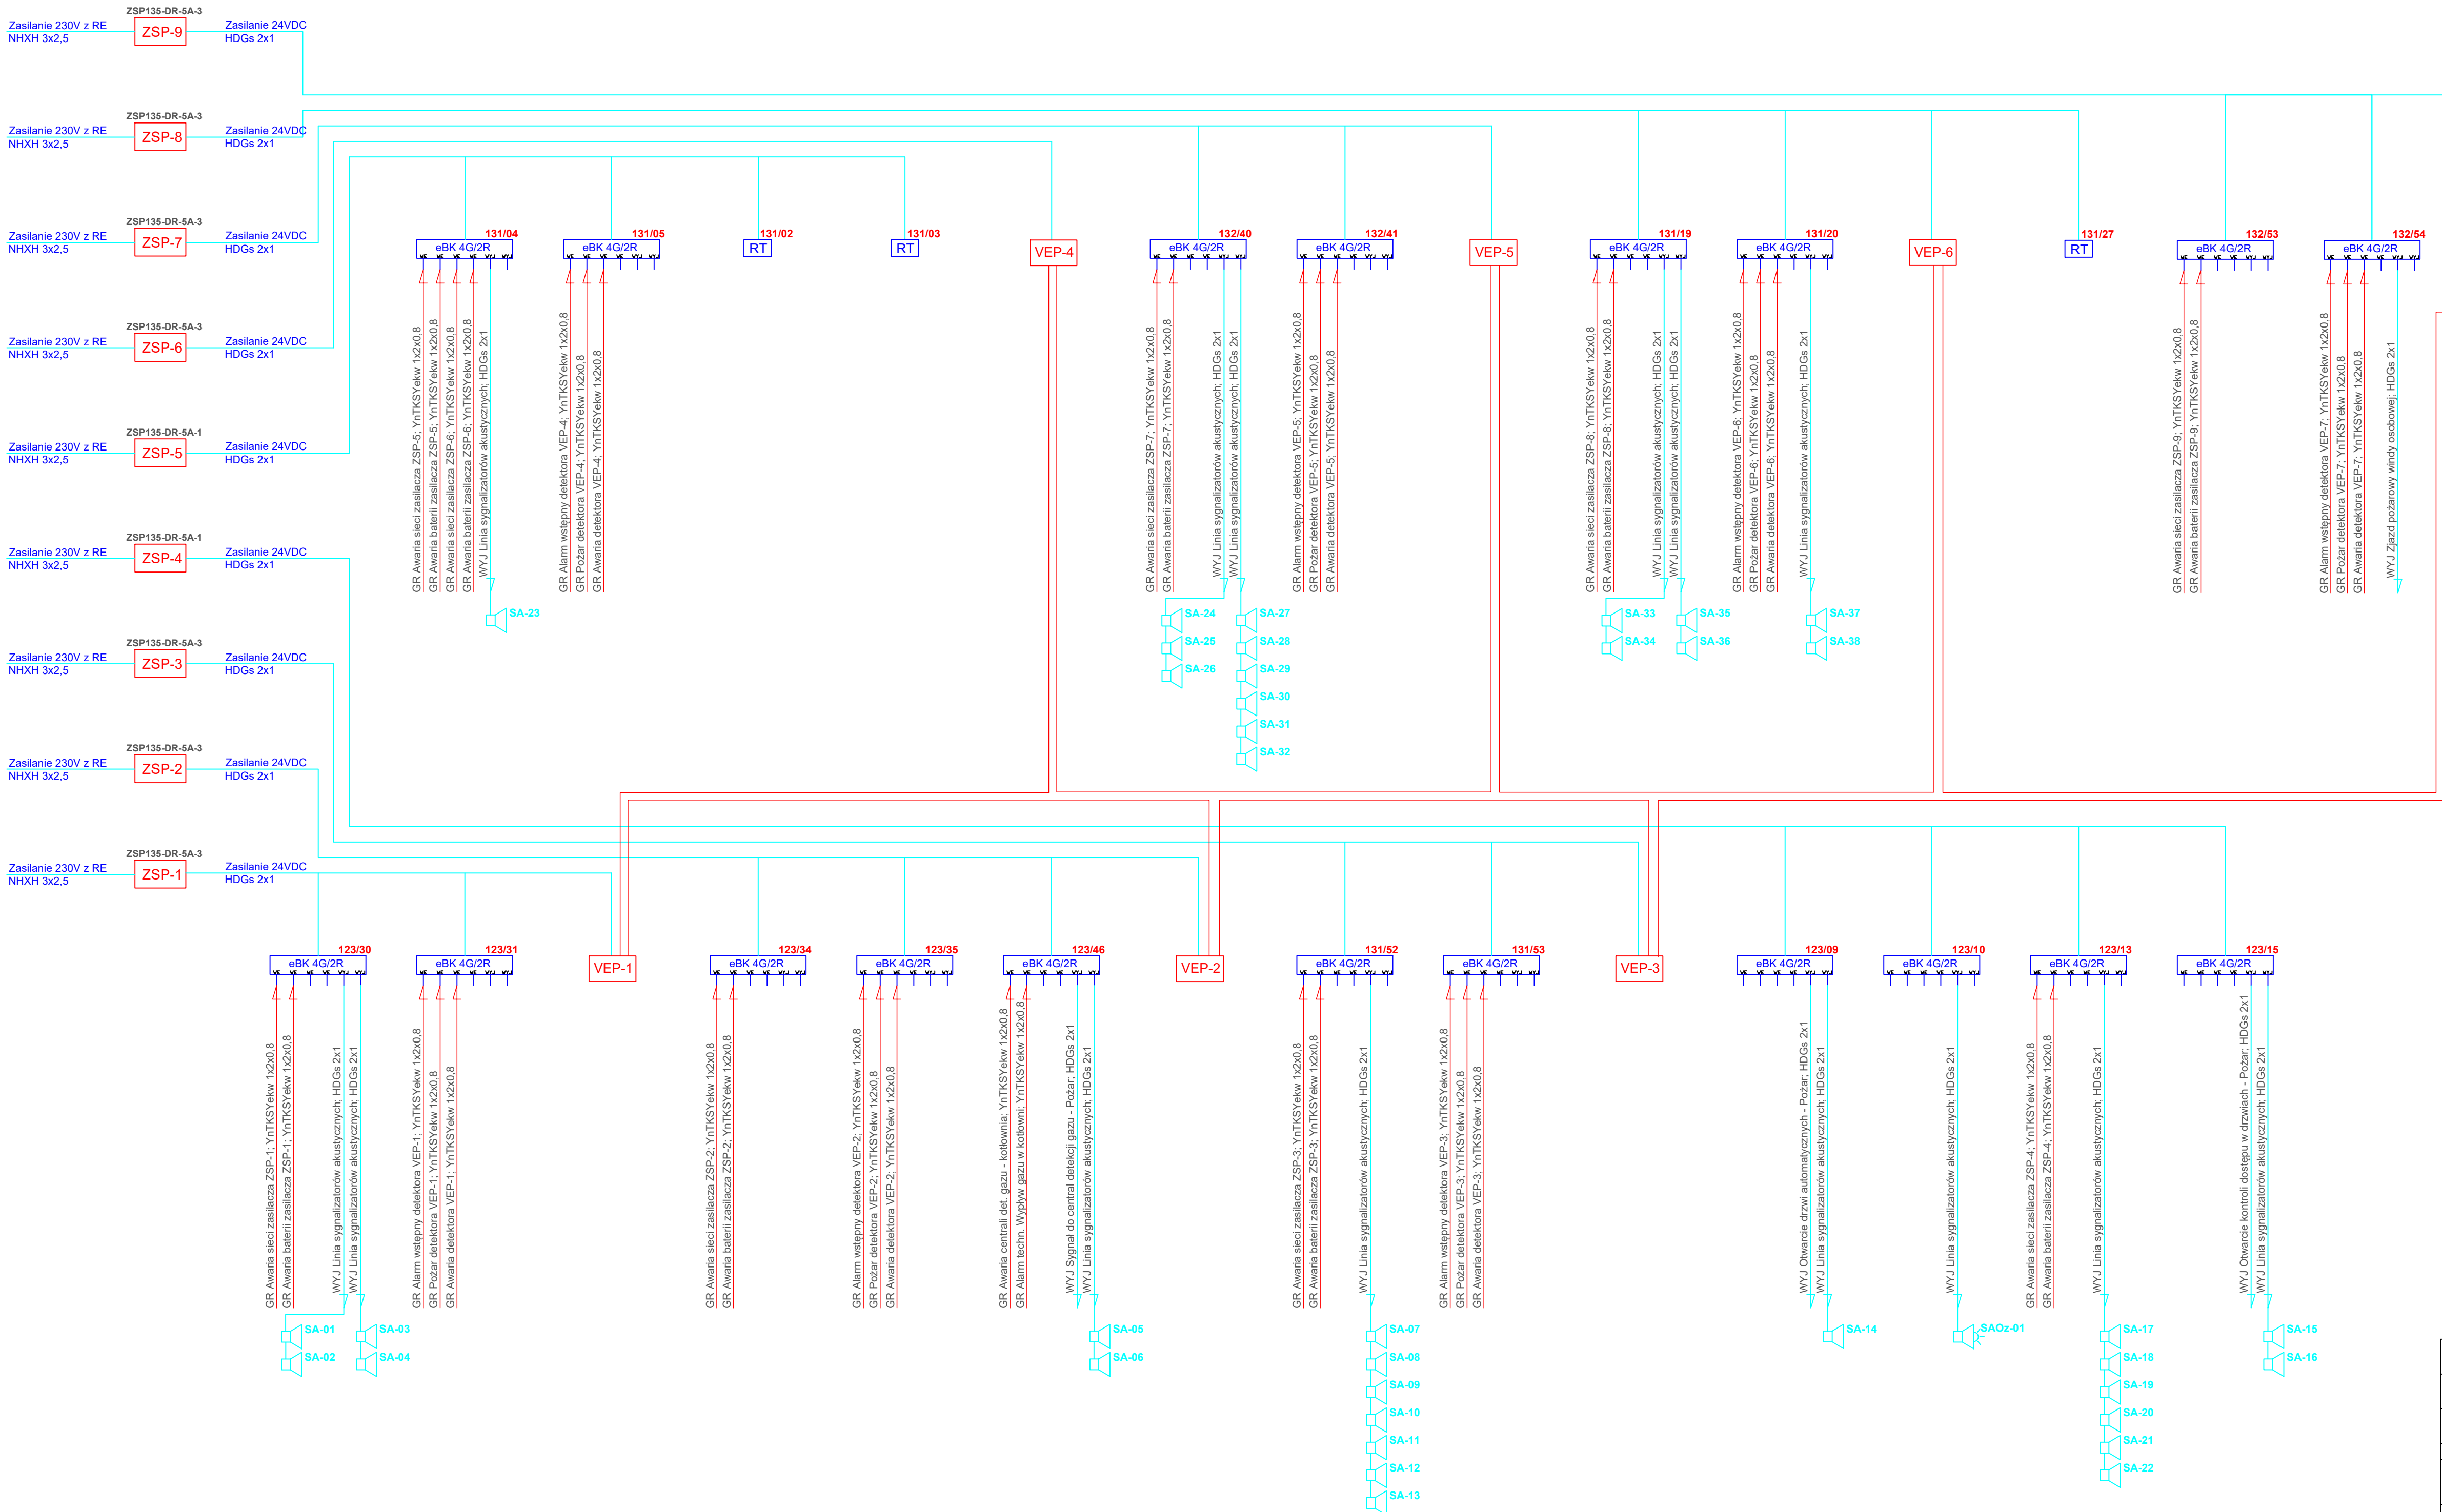 ZSP135-DR-5A-3
Zasilanie 230V z RE
NHXH 3x2,5
ZSP-9
Zasilanie 24VDC
HDGs 2x1
ZSP135-DR-5A-3
Zasilanie 230V z RE
NHXH 3x2,5
ZSP-8
Zasilanie 24VDC
HDGs 2x1
ZSP135-DR-5A-3
Zasilanie 230V z RE
NHXH 3x2,5
ZSP-7
Zasilanie 24VDC
HDGs 2x1
ZSP135-DR-5A-3
Zasilanie 230V z RE
NHXH 3x2,5
ZSP-6
Zasilanie 24VDC
HDGs 2x1
ZSP135-DR-5A-1
Zasilanie 230V z RE
NHXH 3x2,5
ZSP-5
Zasilanie 24VDC
HDGs 2x1
ZSP135-DR-5A-1
Zasilanie 230V z RE
NHXH 3x2,5
ZSP-4
Zasilanie 24VDC
HDGs 2x1
ZSP135-DR-5A-3
Zasilanie 230V z RE
NHXH 3x2,5
ZSP-3
Zasilanie 24VDC
HDGs 2x1
ZSP135-DR-5A-3
Zasilanie 230V z RE
NHXH 3x2,5
ZSP-2
Zasilanie 24VDC
HDGs 2x1
ZSP135-DR-5A-3
Zasilanie 230V z RE
NHXH 3x2,5
ZSP-1
Zasilanie 24VDC
HDGs 2x1
131/04
eBK 4G/2R
GR Awaria sieci zasilacza ZSP-5; YnTKSYekw 1x2x0,8
GR Awaria baterii zasilacza ZSP-5; YnTKSYekw 1x2x0,8
GR Awaria sieci zasilacza ZSP-6; YnTKSYekw 1x2x0,8
GR Awaria baterii zasilacza ZSP-6; YnTKSYekw 1x2x0,8
WYJ Linia sygnalizatorów akustycznych; HDGs 2x1
SA-23
131/05
eBK 4G/2R
GR Alarm wstępny detektora VEP-4; YnTKSYekw 1x2x0,8
GR Pożar detektora VEP-4; YnTKSYekw 1x2x0,8
GR Awaria detektora VEP-4; YnTKSYekw 1x2x0,8
131/02
RT
131/03
RT
VEP-4
132/40
eBK 4G/2R
GR Awaria sieci zasilacza ZSP-7; YnTKSYekw 1x2x0,8
GR Awaria baterii zasilacza ZSP-7; YnTKSYekw 1x2x0,8
WYJ Linia sygnalizatorów akustycznych; HDGs 2x1
WYJ Linia sygnalizatorów akustycznych; HDGs 2x1
SA-24
SA-25
SA-26
SA-27
SA-28
SA-29
SA-30
SA-31
SA-32
132/41
eBK 4G/2R
GR Alarm wstępny detektora VEP-5; YnTKSYekw 1x2x0,8
GR Pożar detektora VEP-5; YnTKSYekw 1x2x0,8
GR Awaria detektora VEP-5; YnTKSYekw 1x2x0,8
VEP-5
131/19
eBK 4G/2R
GR Awaria sieci zasilacza ZSP-8; YnTKSYekw 1x2x0,8
GR Awaria baterii zasilacza ZSP-8; YnTKSYekw 1x2x0,8
WYJ Linia sygnalizatorów akustycznych; HDGs 2x1
WYJ Linia sygnalizatorów akustycznych; HDGs 2x1
SA-33
SA-34
SA-35
SA-36
131/20
eBK 4G/2R
GR Alarm wstępny detektora VEP-6; YnTKSYekw 1x2x0,8
GR Pożar detektora VEP-6; YnTKSYekw 1x2x0,8
GR Awaria detektora VEP-6; YnTKSYekw 1x2x0,8
WYJ Linia sygnalizatorów akustycznych; HDGs 2x1
SA-37
SA-38
VEP-6
131/27
RT
132/53
eBK 4G/2R
GR Awaria sieci zasilacza ZSP-9; YnTKSYekw 1x2x0,8
GR Awaria baterii zasilacza ZSP-9; YnTKSYekw 1x2x0,8
132/54
eBK 4G/2R
GR Alarm wstępny detektora VEP-7; YnTKSYekw 1x2x0,8
GR Pożar detektora VEP-7; YnTKSYekw 1x2x0,8
GR Awaria detektora VEP-7; YnTKSYekw 1x2x0,8
WYJ Zjazd pożarowy windy osobowej; HDGs 2x1
123/30
eBK 4G/2R
GR Awaria sieci zasilacza ZSP-1; YnTKSYekw 1x2x0,8
GR Awaria baterii zasilacza ZSP-1; YnTKSYekw 1x2x0,8
WYJ Linia sygnalizatorów akustycznych; HDGs 2x1
WYJ Linia sygnalizatorów akustycznych; HDGs 2x1
SA-01
SA-02
SA-03
SA-04
123/31
eBK 4G/2R
GR Alarm wstępny detektora VEP-1; YnTKSYekw 1x2x0,8
GR Pożar detektora VEP-1; YnTKSYekw 1x2x0,8
GR Awaria detektora VEP-1; YnTKSYekw 1x2x0,8
VEP-1
123/34
eBK 4G/2R
GR Awaria sieci zasilacza ZSP-2; YnTKSYekw 1x2x0,8
GR Awaria baterii zasilacza ZSP-2; YnTKSYekw 1x2x0,8
123/35
eBK 4G/2R
GR Alarm wstępny detektora VEP-2; YnTKSYekw 1x2x0,8
GR Pożar detektora VEP-2; YnTKSYekw 1x2x0,8
GR Awaria detektora VEP-2; YnTKSYekw 1x2x0,8
123/46
eBK 4G/2R
GR Awaria centrali det. gazu - kotłownia; YnTKSYekw 1x2x0,8
GR Alarm techn. Wypływ gazu w kotłowni; YnTKSYekw 1x2x0,8
WYJ Sygnał do central detekcji gazu - Pożar; HDGs 2x1
WYJ Linia sygnalizatorów akustycznych; HDGs 2x1
SA-05
SA-06
VEP-2
131/52
eBK 4G/2R
GR Awaria sieci zasilacza ZSP-3; YnTKSYekw 1x2x0,8
GR Awaria baterii zasilacza ZSP-3; YnTKSYekw 1x2x0,8
WYJ Linia sygnalizatorów akustycznych; HDGs 2x1
SA-07
SA-08
SA-09
SA-10
SA-11
SA-12
SA-13
131/53
eBK 4G/2R
GR Alarm wstępny detektora VEP-3; YnTKSYekw 1x2x0,8
GR Pożar detektora VEP-3; YnTKSYekw 1x2x0,8
GR Awaria detektora VEP-3; YnTKSYekw 1x2x0,8
VEP-3
123/09
eBK 4G/2R
WYJ Otwarcie drzwi automatycznych - Pożar; HDGs 2x1
WYJ Linia sygnalizatorów akustycznych; HDGs 2x1
SA-14
123/10
eBK 4G/2R
WYJ Linia sygnalizatorów akustycznych; HDGs 2x1
SAOz-01
123/13
eBK 4G/2R
GR Awaria sieci zasilacza ZSP-4; YnTKSYekw 1x2x0,8
GR Awaria baterii zasilacza ZSP-4; YnTKSYekw 1x2x0,8
WYJ Linia sygnalizatorów akustycznych; HDGs 2x1
SA-17
SA-18
SA-19
SA-20
SA-21
SA-22
123/15
eBK 4G/2R
WYJ Otwarcie kontroli dostępu w drzwiach - Pożar; HDGs 2x1
WYJ Linia sygnalizatorów akustycznych; HDGs 2x1
SA-15
SA-16